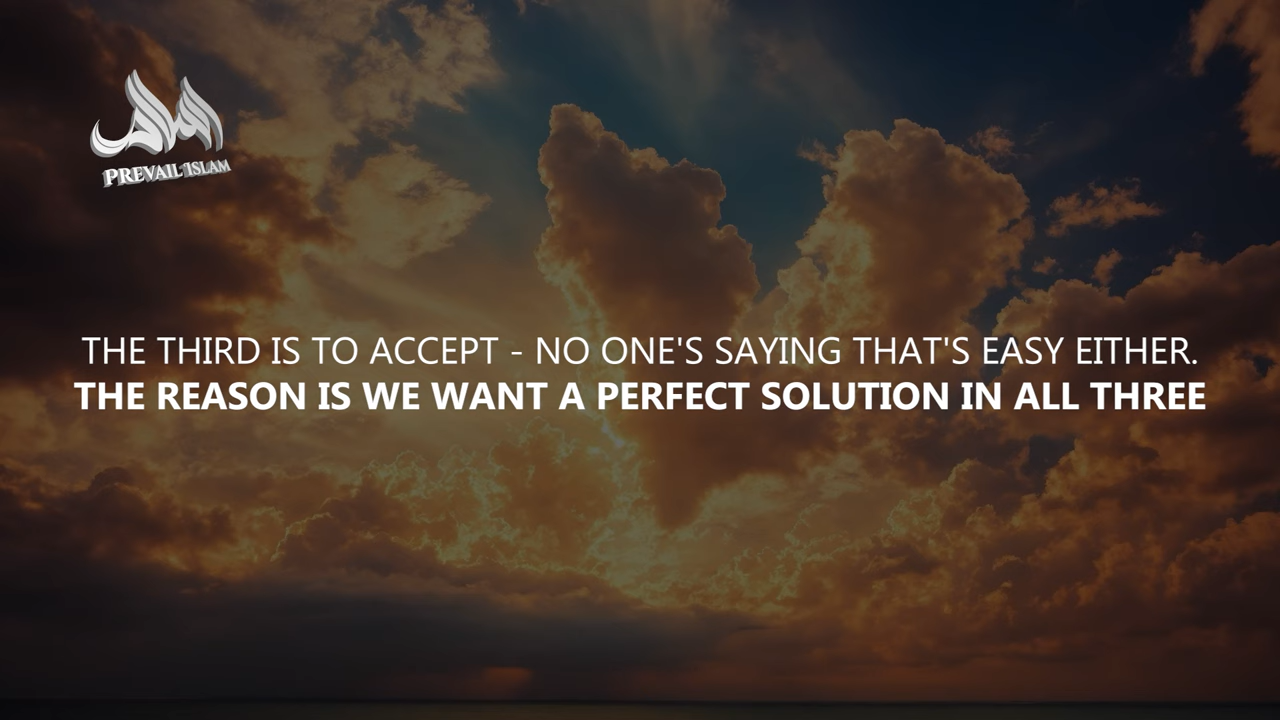 PREVAIL ISLAM
THE THIRD IS TO ACCEPT - NO ONE'S SAYING THAT'S EASY EITHER.
THE REASON IS WE WANT A PERFECT SOLUTION IN ALL THREE